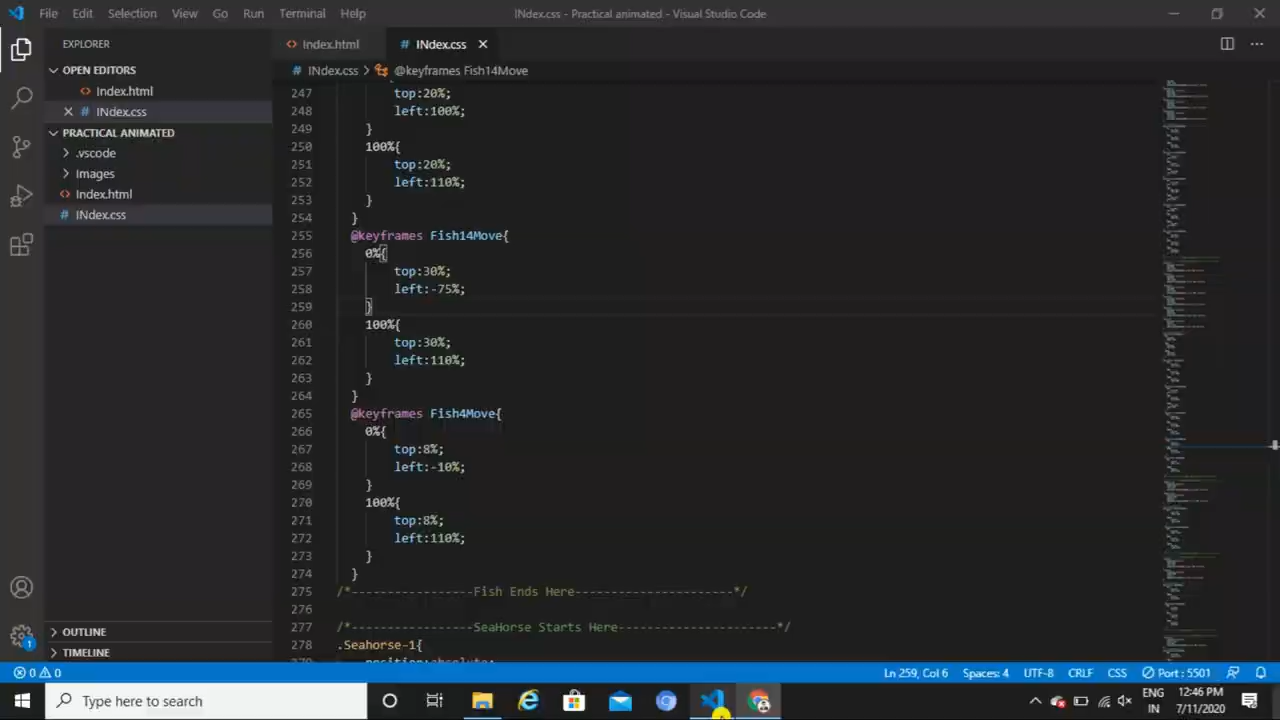 File Edit Selection View Go Run Terminal Help INdex.css - Practical animated - Visual Studio Code
EXPLORER
OPEN EDITORS
Index.html
INdex.css
PRACTICAL ANIMATED
.vscode
Images
Index.html
INdex.css
OUTLINE
TIMELINE
Index.html INdex.css
INdex.css > @keyframes Fish14Move
247 top:20%;
248 left:100%;
249 }
250 100%{
251 top:20%;
252 left:110%;
253 }
254 }
255 @keyframes Fish14Move{
256 0%{
257 top:30%;
258 left:-75%;
259 }
260 100%{
261 top:30%;
262 left:110%;
263 }
264 }
265 @keyframes Fish4Move{
266 0%{
267 top:8%;
268 left:-10%;
269 }
270 100%{
271 top:8%;
272 left:110%;
273 }
274 }
275 /*-----------------Fish Ends Here----------------------*/
276
277 /*-----------------SeaHorse Starts Here----------------------*/
278 .Seahorse-1{
0 0 Ln 259, Col 6 Spaces: 4 UTF-8 CRLF CSS Port : 5501
1
Type here to search
ENG
IN
12:46 PM
7/11/2020